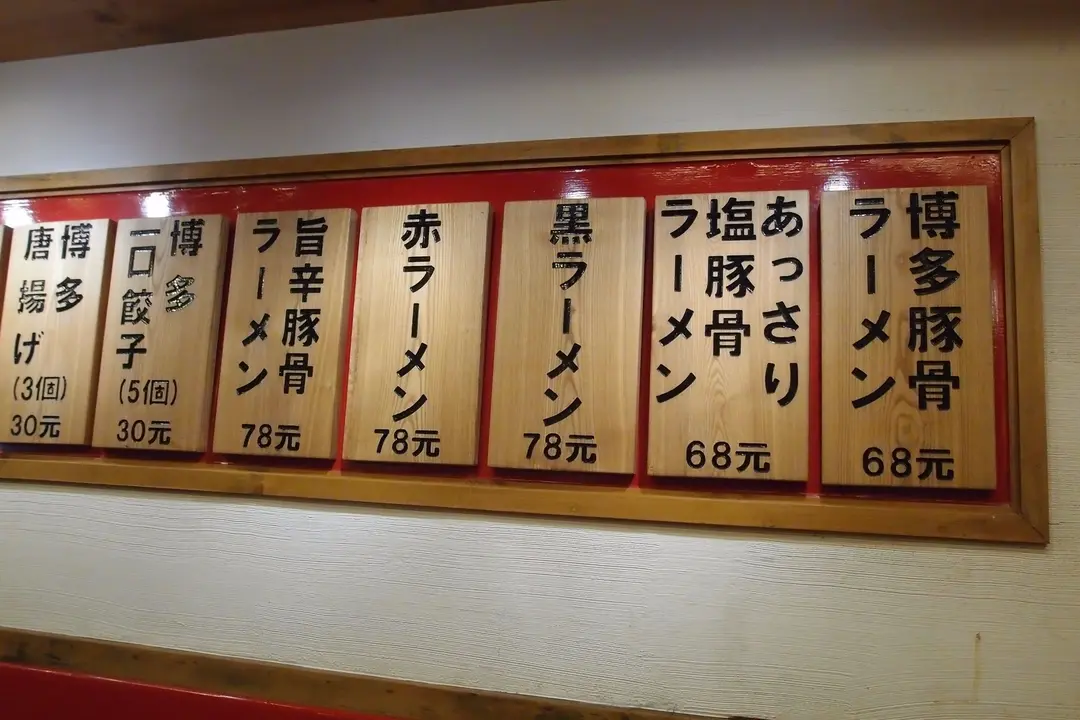 博多豚骨
ラーメン
68元
あっさり
塩豚骨
ラーメン
68元
黒ラーメン
78元
赤ラーメン
78元
旨辛豚骨
ラーメン
78元
博多
一口餃子
(5個)
30元
博多
唐揚げ
(3個)
30元